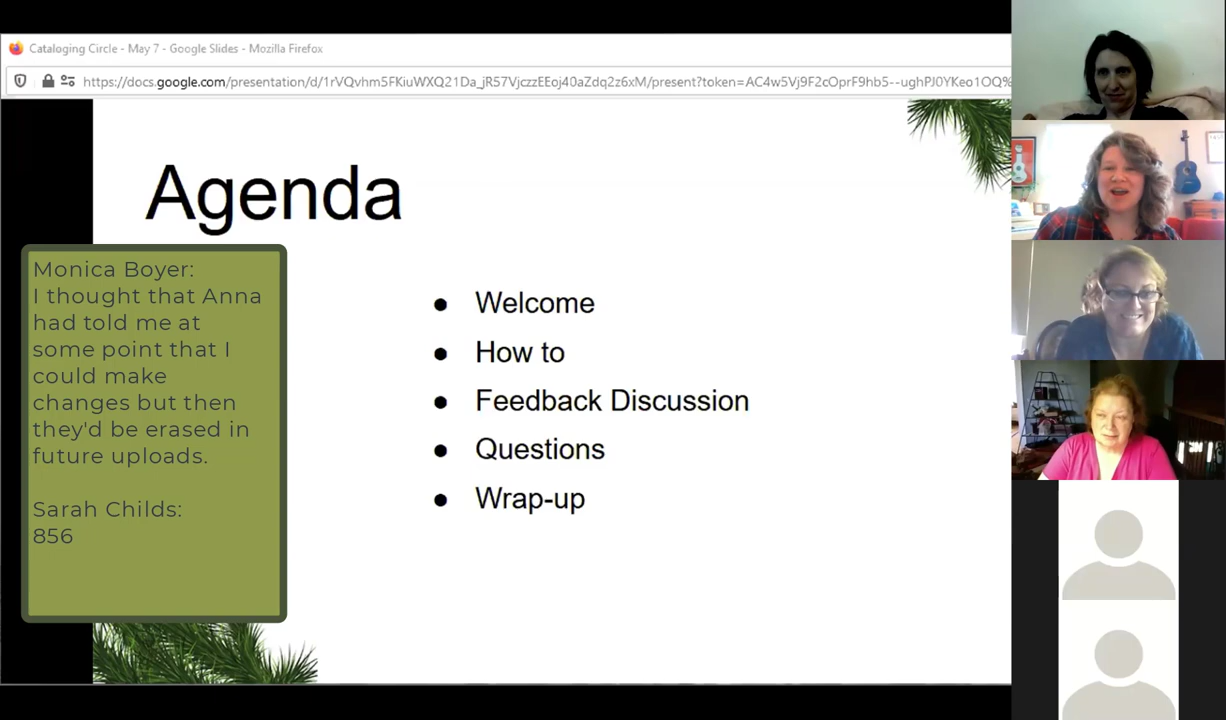 Cataloging Circle - May 7 - Google Slides - Mozilla Firefox
https://docs.google.com/presentation/d/1rVQvhm5FKiuWXQ21Da_jR57VjczzEEoj40aZdq2z6xM/present?token=AC4w5Vj9F2cOprF9hb5--ughPJ0YKeo1OQ%
Agenda
Monica Boyer:
I thought that Anna
had told me at
some point that I
could make
changes but then
they'd be erased in
future uploads.
Sarah Childs:
856
● Welcome
● How to
● Feedback Discussion
● Questions
● Wrap-up